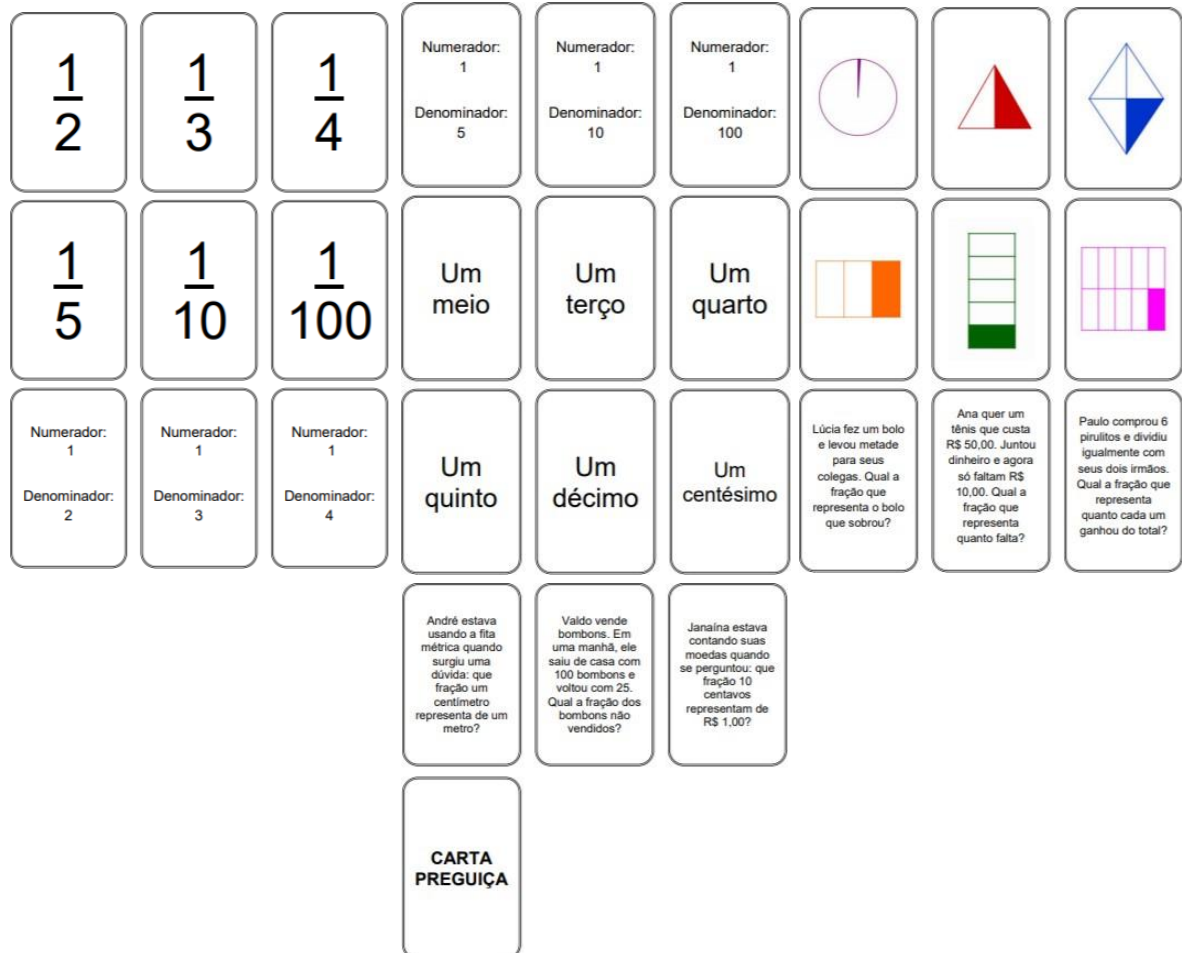 1
2
1
3
1
4
Numerador:
1
Denominador:
5
Numerador:
1
Denominador:
10
Numerador:
1
Denominador:
100
1
5
1
10
1
100
Um
meio
Um
terço
Um
quarto
Numerador:
1
Denominador:
2
Numerador:
1
Denominador:
3
Numerador:
1
Denominador:
4
Um
quinto
Um
décimo
Um
centésimo
Lúcia fez um bolo
e levou metade
para seus
colegas. Qual a
fração que
representa o bolo
que sobrou?
Ana quer um
tênis que custa
R$ 50,00. Juntou
dinheiro e agora
só faltam R$
10,00. Qual a
fração que
representa
quanto falta?
Paulo comprou 6
pirulitos e dividiu
igualmente com
seus dois irmãos.
Qual a fração que
representa
quanto cada um
ganhou do total?
André estava
usando a fita
métrica quando
surgiu uma
dúvida: que
fração um
centímetro
representa de um
metro?
Valdo vende
bombons. Em
uma manhã, ele
saiu de casa com
100 bombons e
voltou com 25.
Qual a fração dos
bombons não
vendidos?
Janaína estava
contando suas
moedas quando
se perguntou: que
fração 10
centavos
representam de
R$ 1,00?
CARTA
PREGUIÇA